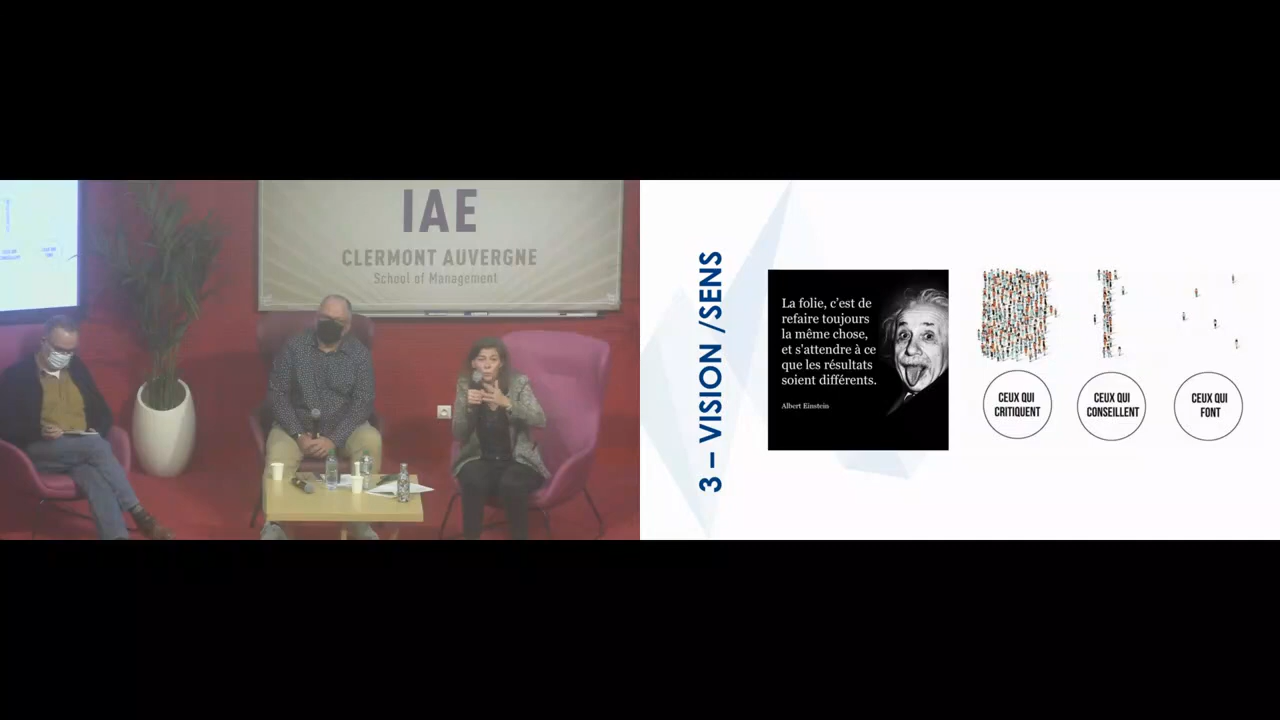 IAE
CLERMONT AUVERGNE
School of Management
3 – VISION /SENS
La folie, c'est de
refaire toujours
la même chose,
et s'attendre à ce
que les résultats
soient différents.
Albert Einstein
CEUX QUI
CRITIQUENT
CEUX QUI
CONSEILLENT
CEUX QUI
FONT